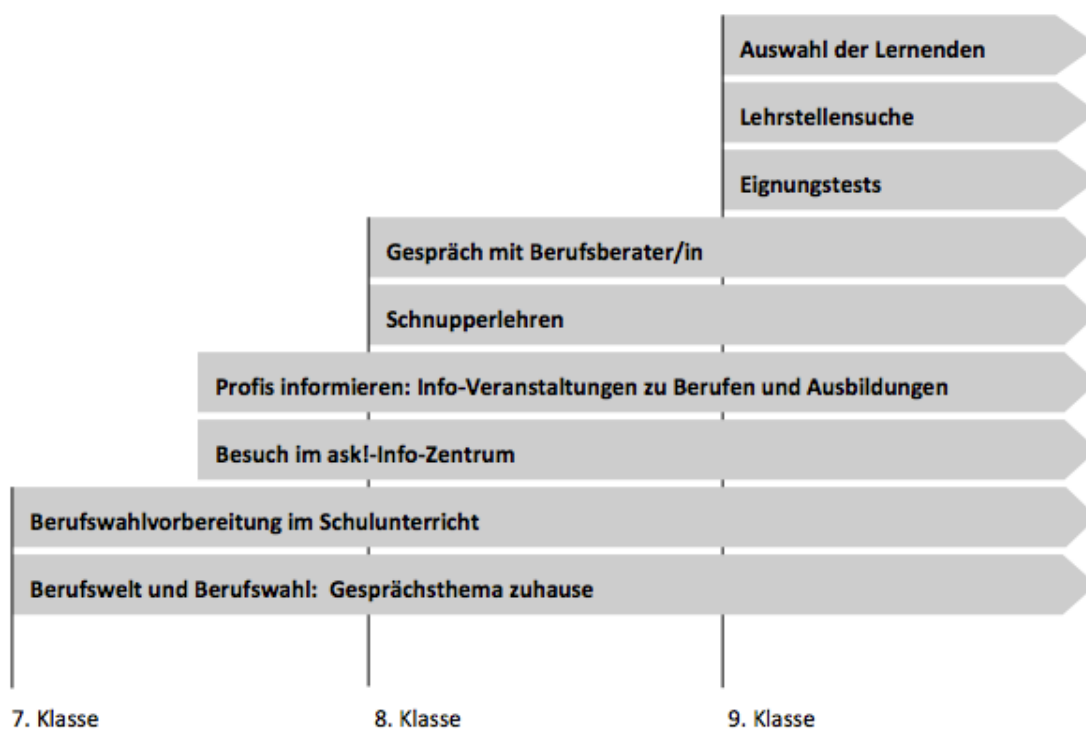 Auswahl der Lernenden
Lehrstellensuche
Eignungstests
Gespräch mit Berufsberater/in
Schnupperlehren
Profis informieren: Info-Veranstaltungen zu Berufen und Ausbildungen
Besuch im ask!-Info-Zentrum
Berufswahlvorbereitung im Schulunterricht
Berufswelt und Berufswahl: Gesprächsthema zuhause
7. Klasse
8. Klasse
9. Klasse